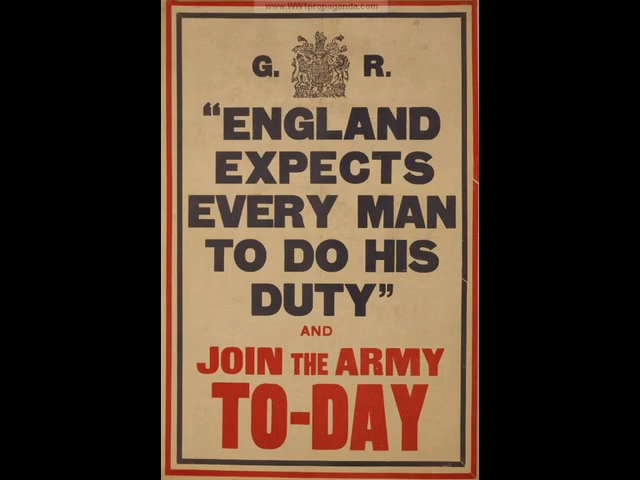 www.WW1propaganda.com
G. R.
“ENGLAND
EXPECTS
EVERY MAN
TO DO HIS
DUTY”
AND
JOIN THE ARMY
TO-DAY